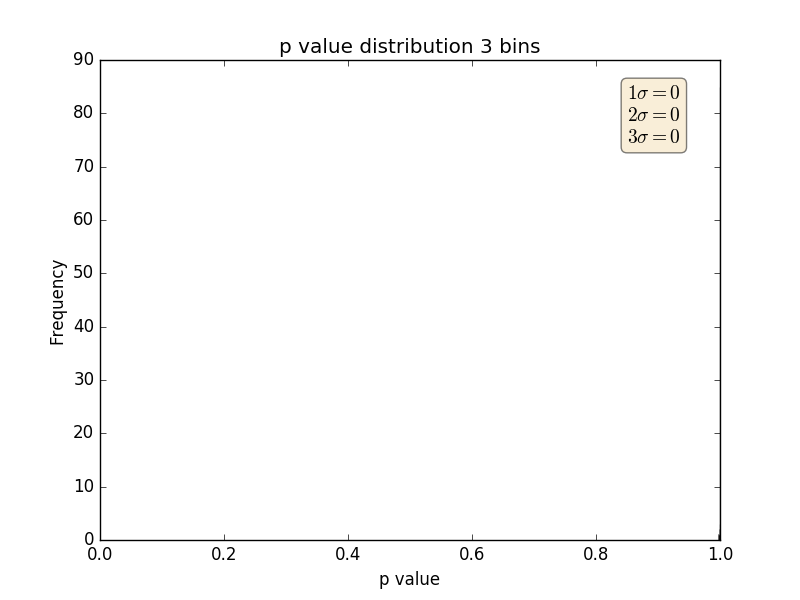 p value distribution 3 bins
90
80
70
60
50
40
30
20
10
0
Frequency
1σ = 0
2σ = 0
3σ = 0
0.0 0.2 0.4 0.6 0.8 1.0
p value